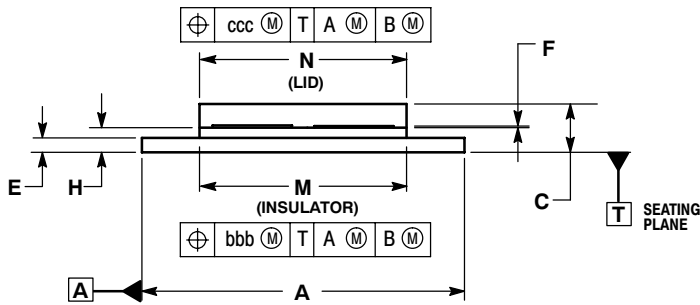 ⌖ ccc Ⓜ T A Ⓜ B Ⓜ
N
(LID)
F
E
H
M
(INSULATOR)
C
T SEATING
PLANE
⌖ bbb Ⓜ T A Ⓜ B Ⓜ
A
A